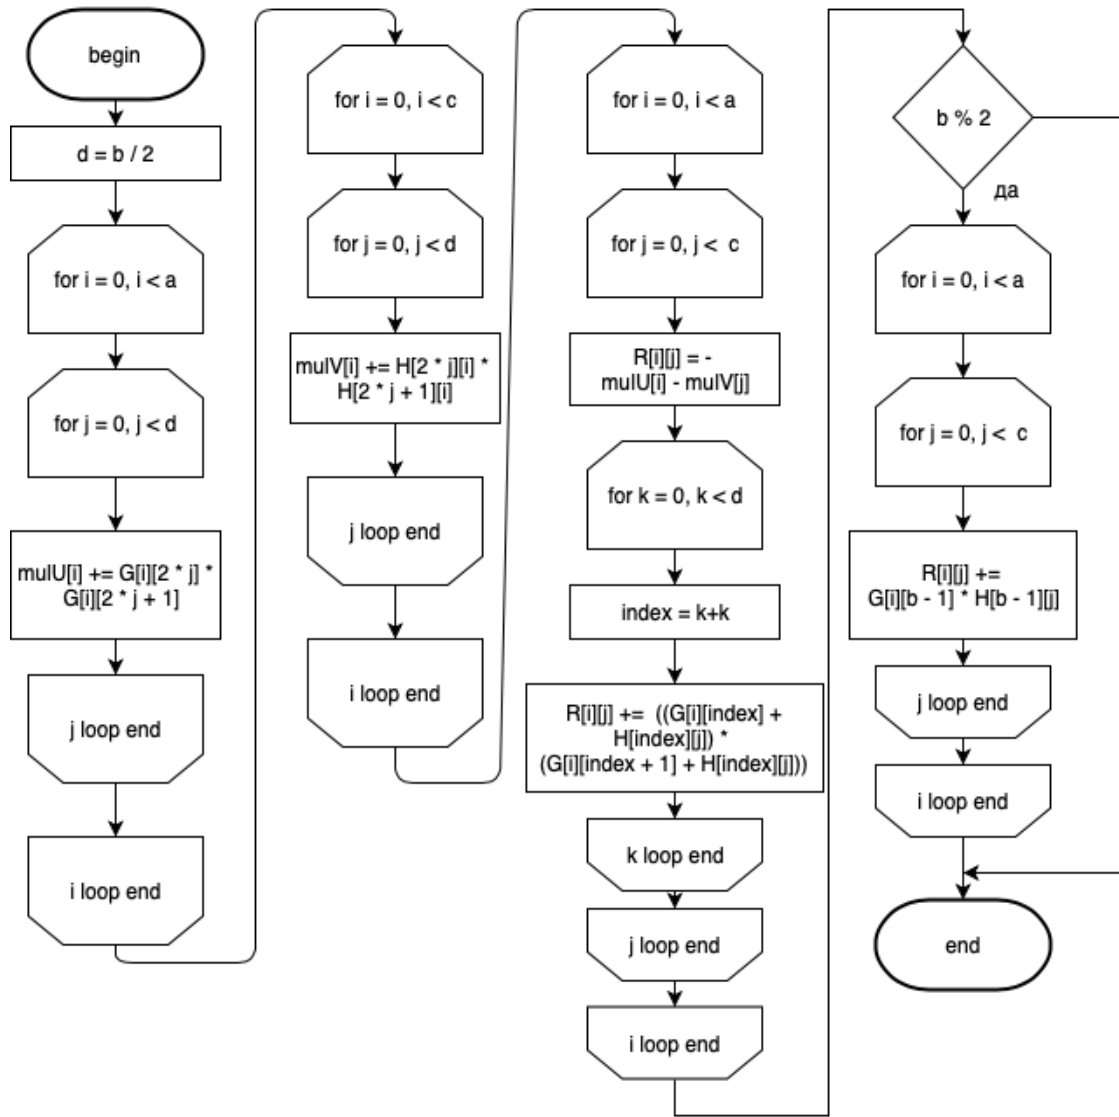 begin
d = b / 2
for i = 0, i < a
for j = 0, j < d
mulU[i] += G[i][2 * j] *
G[i][2 * j + 1]
j loop end
i loop end
for i = 0, i < c
for j = 0, j < d
mulV[i] += H[2 * j][i] *
H[2 * j + 1][i]
j loop end
i loop end
for i = 0, i < a
for j = 0, j <  c
R[i][j] = -
mulU[i] - mulV[j]
for k = 0, k < d
index = k+k
R[i][j] +=  ((G[i][index] +
H[index][j]) *
(G[i][index + 1] + H[index][j]))
k loop end
j loop end
i loop end
b % 2
да
for i = 0, i < a
for j = 0, j <  c
R[i][j] +=
G[i][b - 1] * H[b - 1][j]
j loop end
i loop end
end